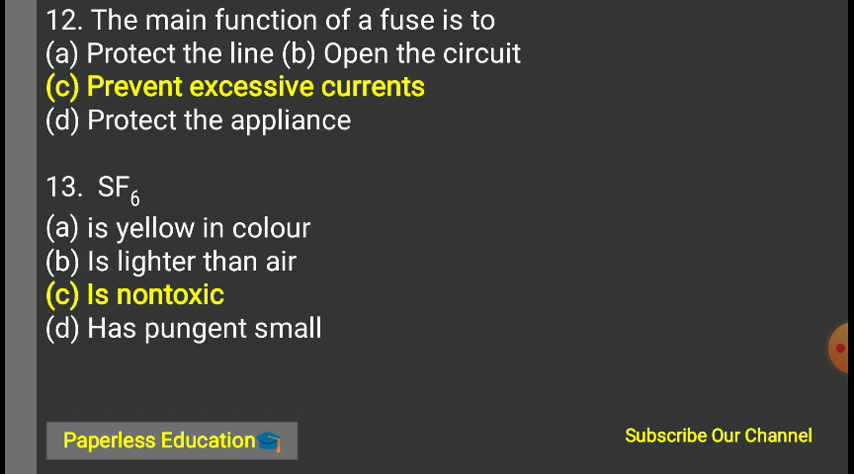 12. The main function of a fuse is to
(a) Protect the line (b) Open the circuit
(c) Prevent excessive currents
(d) Protect the appliance
13. SF₆
(a) is yellow in colour
(b) Is lighter than air
(c) Is nontoxic
(d) Has pungent small
Paperless Education
Subscribe Our Channel